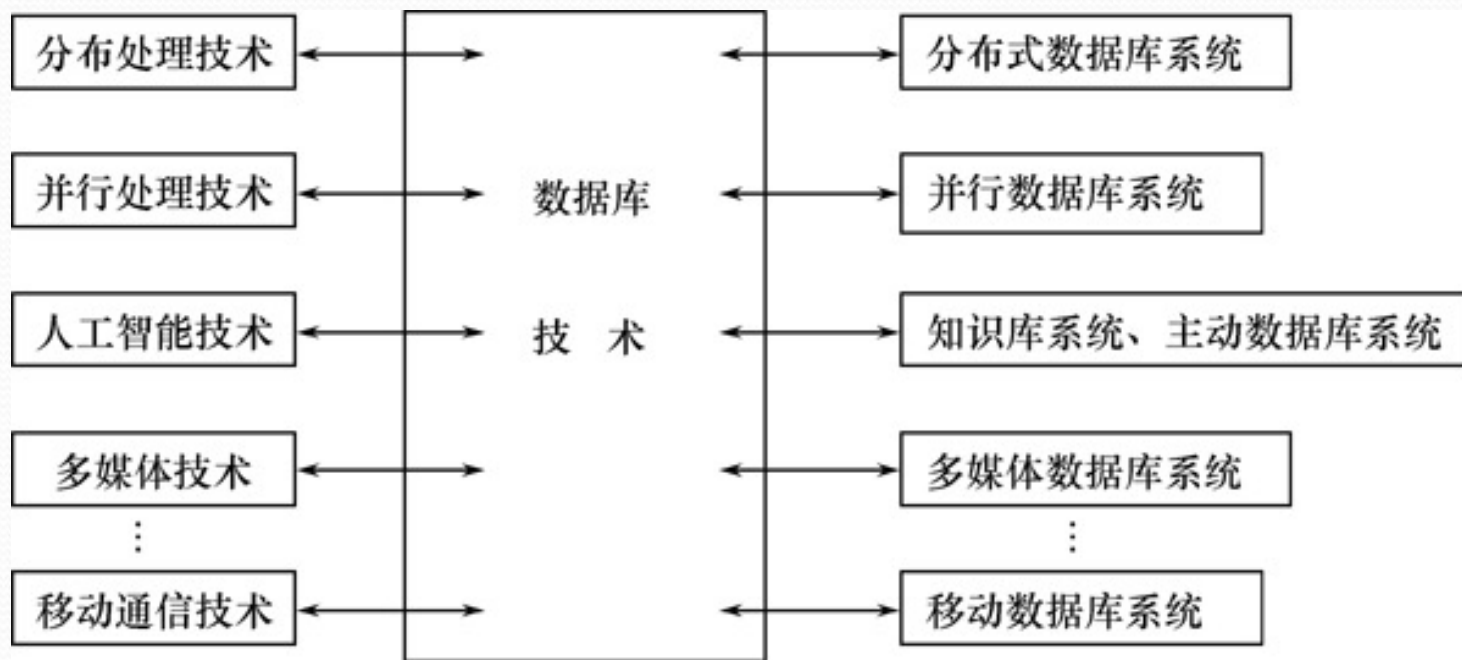 分布处理技术
分布式数据库系统
并行处理技术
数据库
并行数据库系统
人工智能技术
技 术
知识库系统、主动数据库系统
多媒体技术
多媒体数据库系统
⋮
⋮
移动通信技术
移动数据库系统